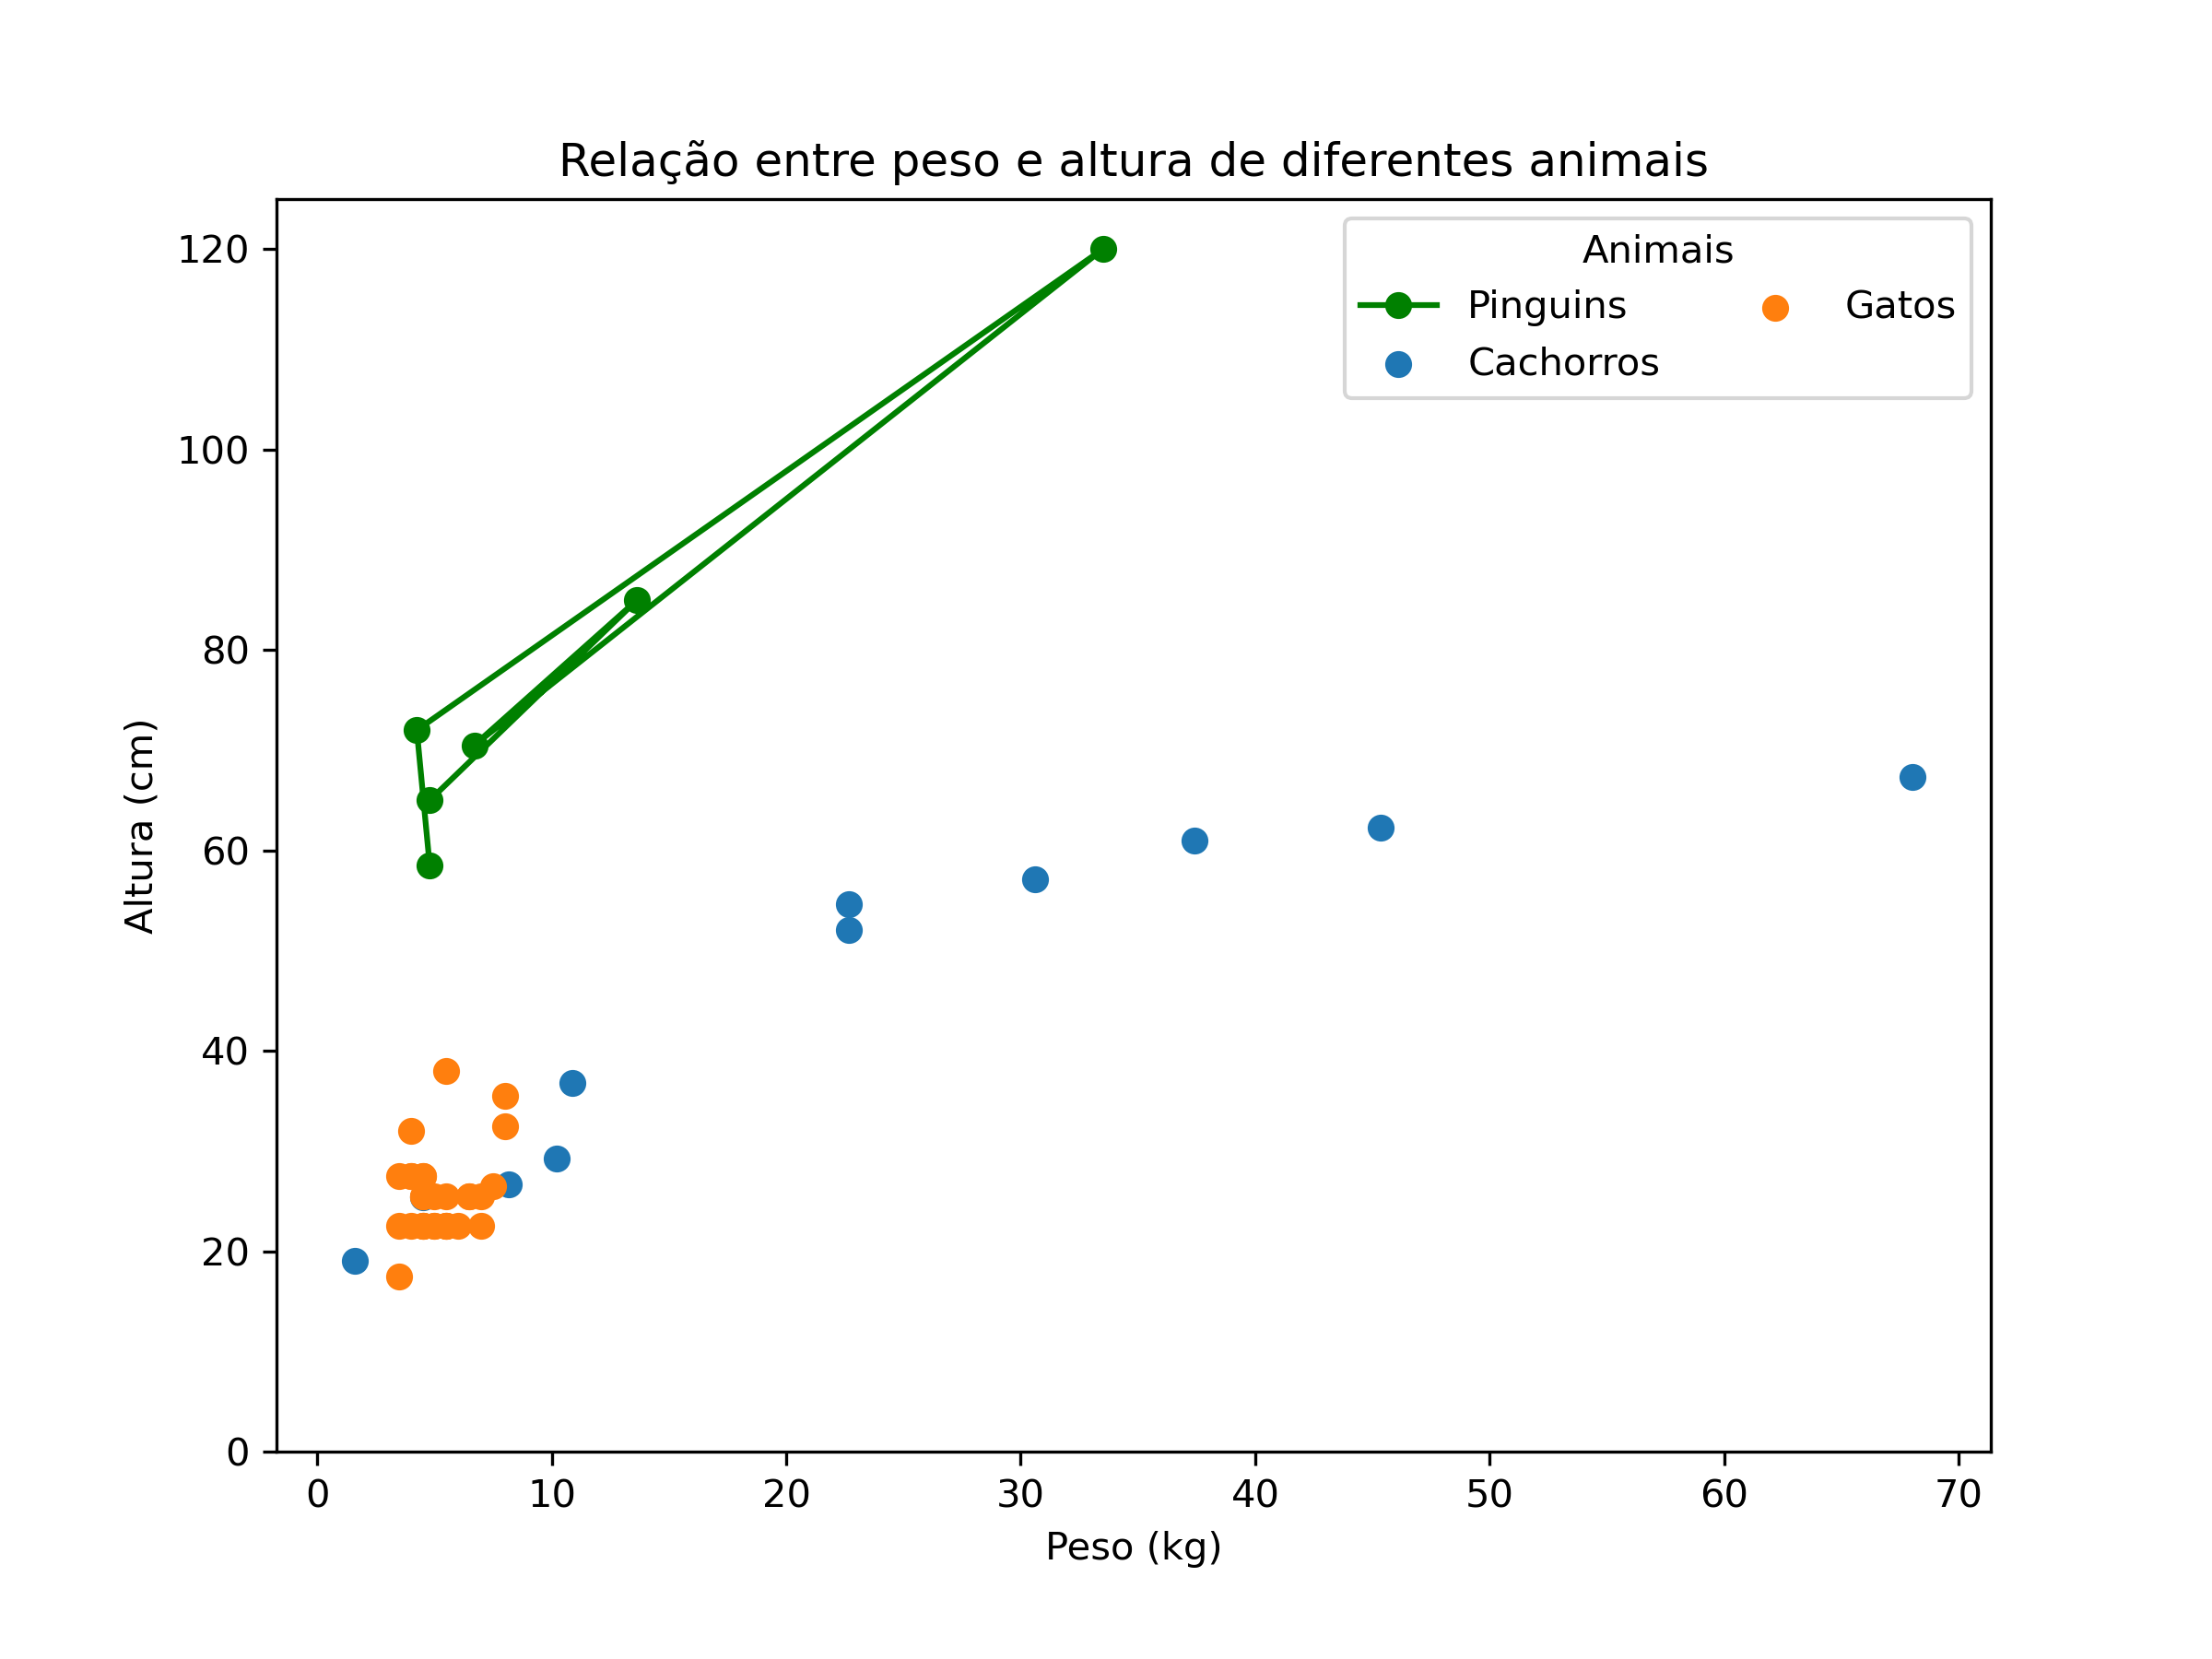 Relação entre peso e altura de diferentes animais
Animais
Pinguins
Cachorros
Gatos
Altura (cm)
120
100
80
60
40
20
0
0 10 20 30 40 50 60 70
Peso (kg)